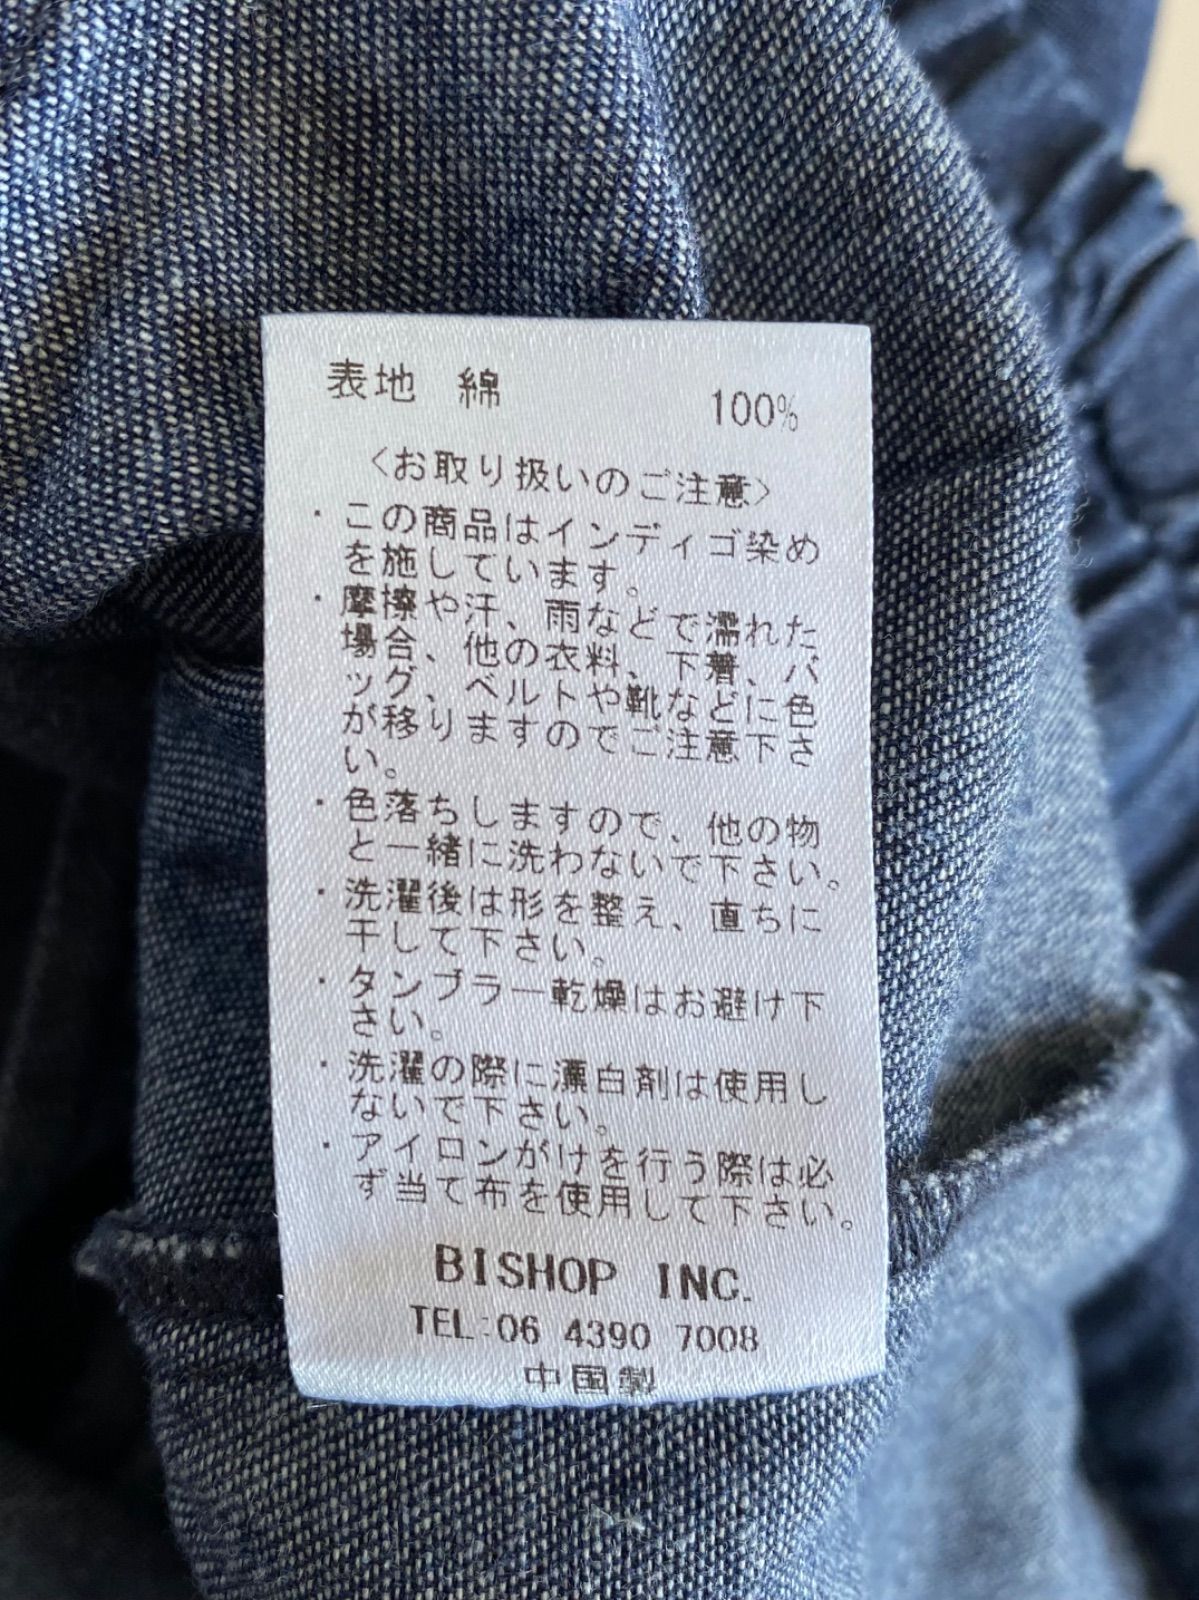 表地 綿 100%
〈お取り扱いのご注意〉
・この商品はインディゴ染め
を施しています。
・摩擦や汗、雨などで濡れた
場合、他の衣料、下着、バ
ッグ、ベルトや靴などに色
が移りますのでご注意下さ
い。
・色落ちしますので、他の物
と一緒に洗わないで下さい。
・洗濯後は形を整え、直ちに
干して下さい。
・タンブラー乾燥はお避け下
さい。
・洗濯の際に漂白剤は使用し
ないで下さい。
・アイロンがけを行う際は必
ず当て布を使用して下さい。
BISHOP INC.
TEL:06 4390 7008
中国製